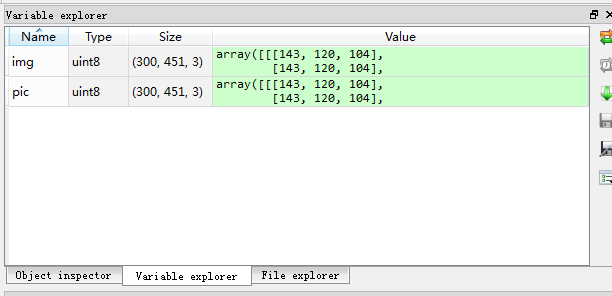 Variable explorer
Name Type Size Value
img uint8 (300, 451, 3) array([[[143, 120, 104],
[143, 120, 104],
pic uint8 (300, 451, 3) array([[[143, 120, 104],
[143, 120, 104],
Object inspector Variable explorer File explorer